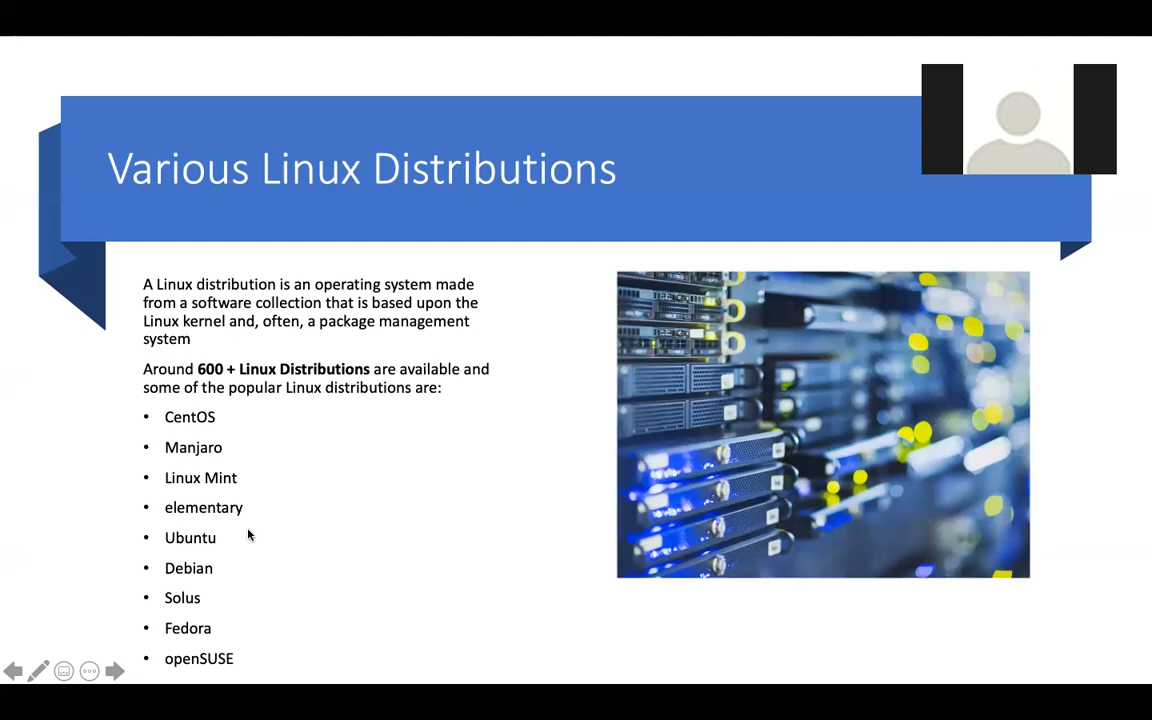 Various Linux Distributions
A Linux distribution is an operating system made
from a software collection that is based upon the
Linux kernel and, often, a package management
system
Around 600 + Linux Distributions are available and
some of the popular Linux distributions are:
• CentOS
• Manjaro
• Linux Mint
• elementary
• Ubuntu
• Debian
• Solus
• Fedora
• openSUSE